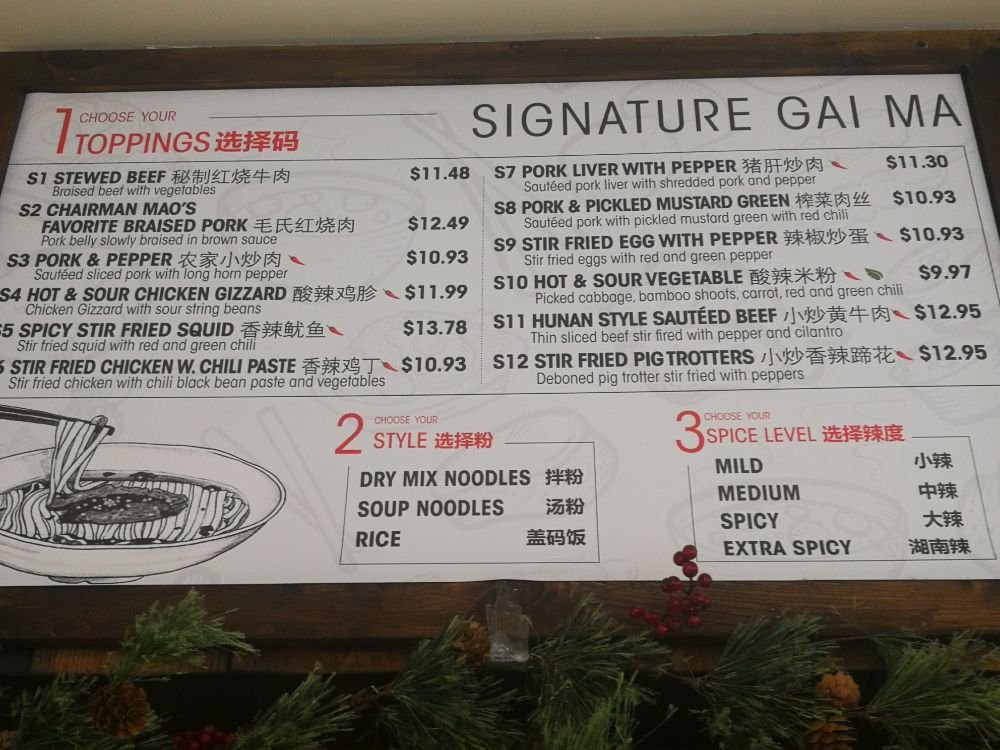 SIGNATURE GAI MA
1 CHOOSE YOUR
TOPPINGS 选择码
S1 STEWED BEEF 秘制红烧牛肉 $11.48
Braised beef with vegetables
S2 CHAIRMAN MAO'S
FAVORITE BRAISED PORK 毛氏红烧肉 $12.49
Pork belly slowly braised in brown sauce
S3 PORK & PEPPER 农家小炒肉 $10.93
Sautéed sliced pork with long horn pepper
S4 HOT & SOUR CHICKEN GIZZARD 酸辣鸡胗 $11.99
Chicken Gizzard with sour string beans
S5 SPICY STIR FRIED SQUID 香辣鱿鱼 $13.78
Stir fried squid with red and green chili
6 STIR FRIED CHICKEN W. CHILI PASTE 香辣鸡丁 $10.93
Stir fried chicken with chili black bean paste and vegetables
S7 PORK LIVER WITH PEPPER 猪肝炒肉 $11.30
Sautéed pork liver with shredded pork and pepper
S8 PORK & PICKLED MUSTARD GREEN 榨菜肉丝 $10.93
Sautéed pork with pickled mustard green with red chili
S9 STIR FRIED EGG WITH PEPPER 辣椒炒蛋 $10.93
Stir fried eggs with red and green pepper
S10 HOT & SOUR VEGETABLE 酸辣米粉 $9.97
Picked cabbage, bamboo shoots, carrot, red and green chili
S11 HUNAN STYLE SAUTÉED BEEF 小炒黄牛肉 $12.95
Thin sliced beef stir fired with pepper and cilantro
S12 STIR FRIED PIG TROTTERS 小炒香辣蹄花 $12.95
Deboned pig trotter stir fried with peppers
2 CHOOSE YOUR
STYLE 选择粉
DRY MIX NOODLES 拌粉
SOUP NOODLES 汤粉
RICE 盖码饭
3 CHOOSE YOUR
SPICE LEVEL 选择辣度
MILD 小辣
MEDIUM 中辣
SPICY 大辣
EXTRA SPICY 湖南辣